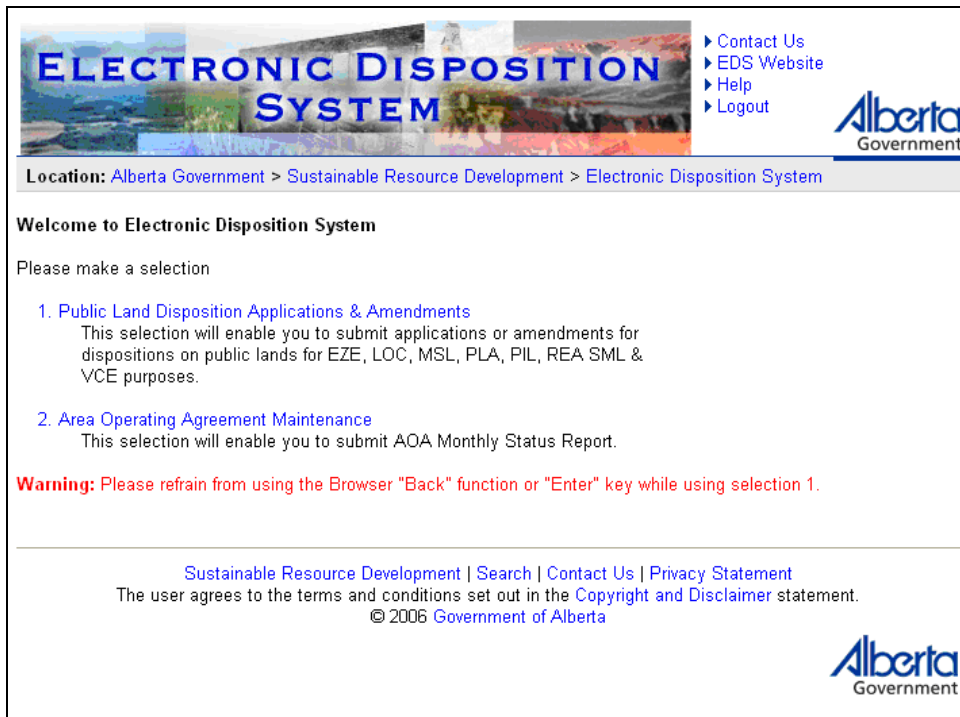 ELECTRONIC DISPOSITION
SYSTEM
Contact Us
EDS Website
Help
Logout
Alberta
Government
Location: Alberta Government > Sustainable Resource Development > Electronic Disposition System
Welcome to Electronic Disposition System
Please make a selection
1. Public Land Disposition Applications & Amendments
This selection will enable you to submit applications or amendments for
dispositions on public lands for EZE, LOC, MSL, PLA, PIL, REA SML &
VCE purposes.
2. Area Operating Agreement Maintenance
This selection will enable you to submit AOA Monthly Status Report.
Warning: Please refrain from using the Browser "Back" function or "Enter" key while using selection 1.
Sustainable Resource Development | Search | Contact Us | Privacy Statement
The user agrees to the terms and conditions set out in the Copyright and Disclaimer statement.
© 2006 Government of Alberta
Alberta
Government